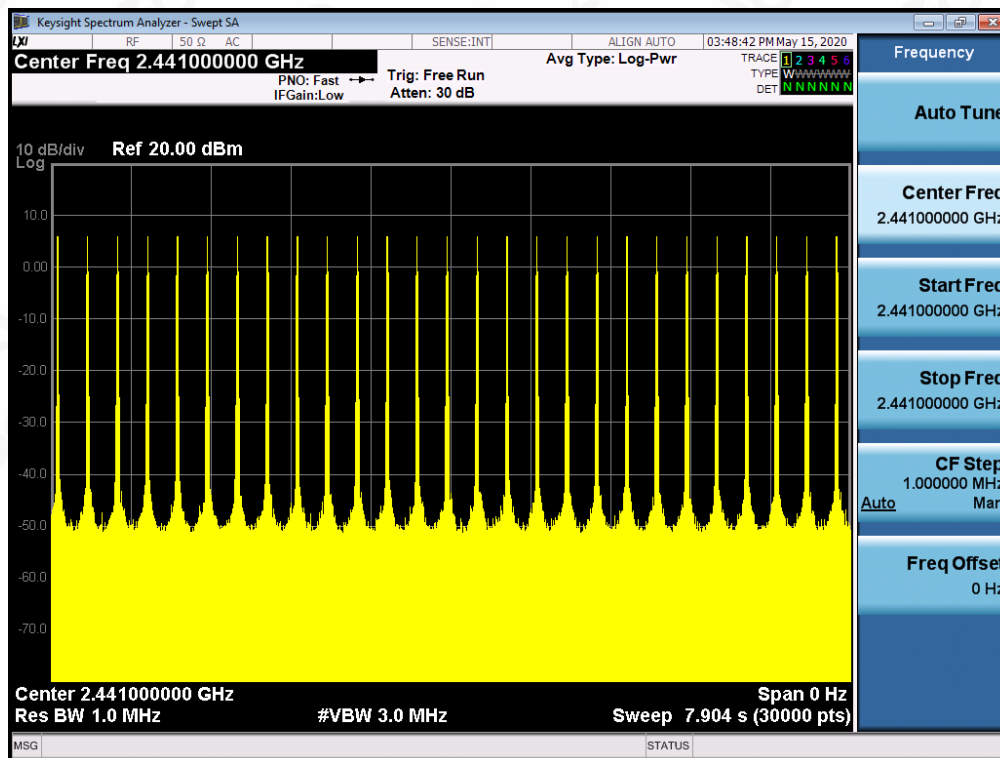 Keysight Spectrum Analyzer - Swept SA
LXI RF 50 Ω AC SENSE:INT ALIGN AUTO 03:48:42 PM May 15, 2020
Center Freq 2.441000000 GHz
PNO: Fast
IFGain:Low
Trig: Free Run
Atten: 30 dB
Avg Type: Log-Pwr
TRACE 1 2 3 4 5 6
TYPE WWWWWW
DET N N N N N N
10 dB/div Ref 20.00 dBm
Log
10.0
0.00
-10.0
-20.0
-30.0
-40.0
-50.0
-60.0
-70.0
Center 2.441000000 GHz Span 0 Hz
Res BW 1.0 MHz #VBW 3.0 MHz Sweep 7.904 s (30000 pts)
MSG STATUS
Frequency
Auto Tune
Center Freq
2.441000000 GHz
Start Freq
2.441000000 GHz
Stop Freq
2.441000000 GHz
CF Step
1.000000 MHz
Auto Man
Freq Offset
0 Hz